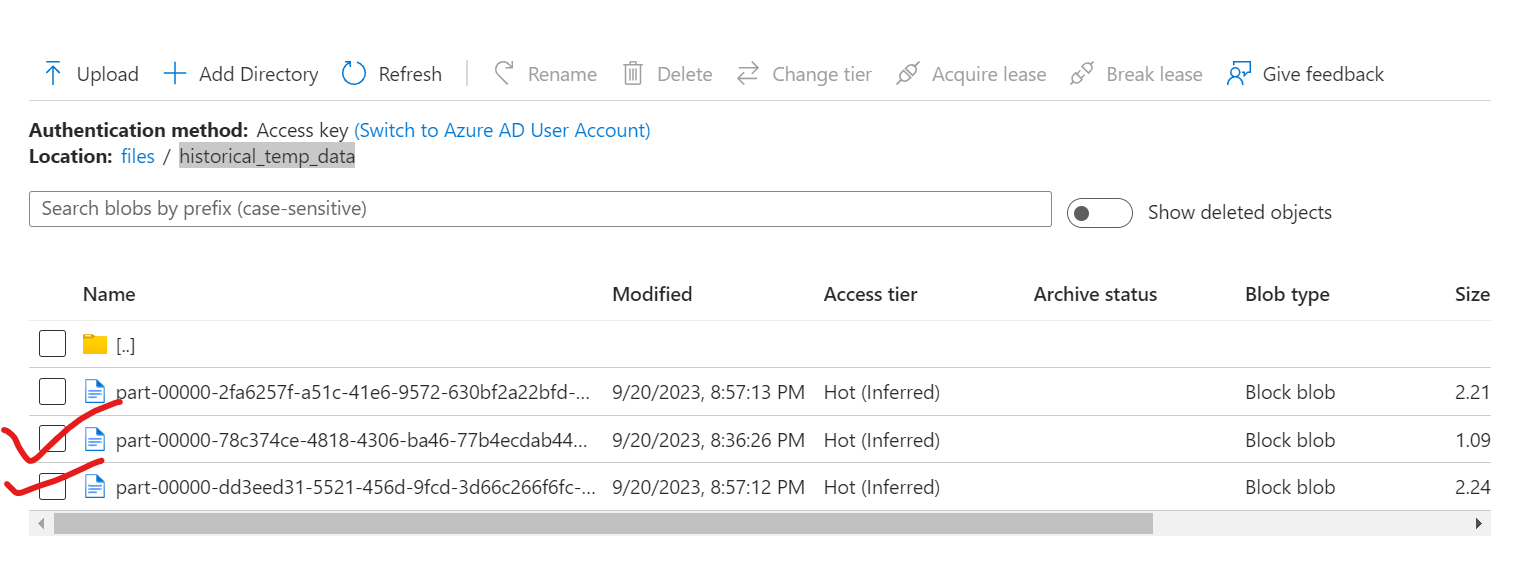 Upload Add Directory Refresh Rename Delete Change tier Acquire lease Break lease Give feedback
Authentication method: Access key (Switch to Azure AD User Account)
Location: files / historical_temp_data
Search blobs by prefix (case-sensitive) Show deleted objects
Name Modified Access tier Archive status Blob type Size
[..]
part-00000-2fa6257f-a51c-41e6-9572-630bf2a22bfd-... 9/20/2023, 8:57:13 PM Hot (Inferred) Block blob 2.21
part-00000-78c374ce-4818-4306-ba46-77b4ecdab44... 9/20/2023, 8:36:26 PM Hot (Inferred) Block blob 1.09
part-00000-dd3eed31-5521-456d-9fcd-3d66c266f6fc-... 9/20/2023, 8:57:12 PM Hot (Inferred) Block blob 2.24